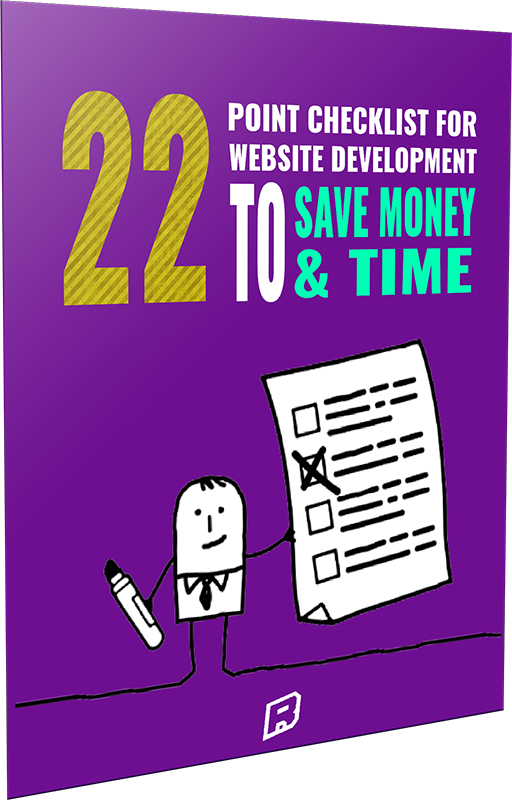 22
POINT CHECKLIST FOR
WEBSITE DEVELOPMENT
TO
SAVE MONEY
& TIME
R